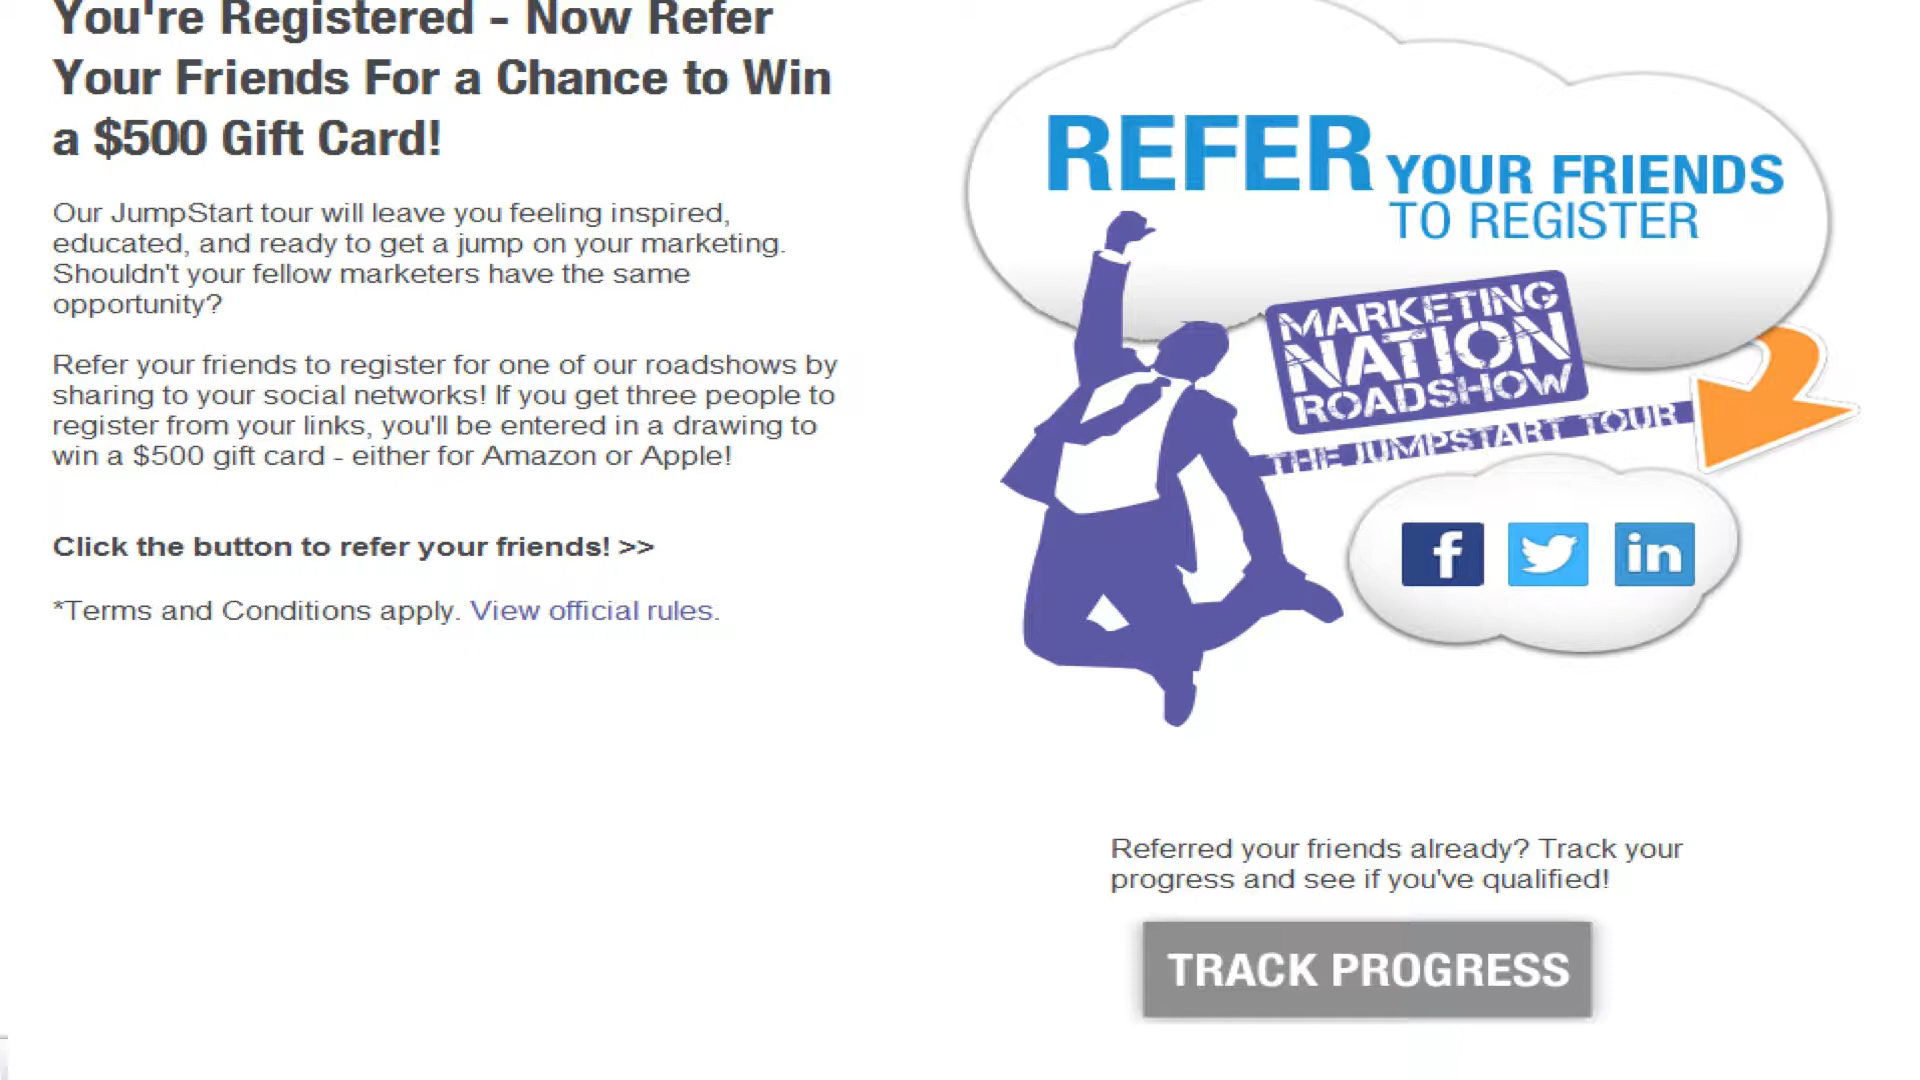 You're Registered - Now Refer
Your Friends For a Chance to Win
a $500 Gift Card!
Our JumpStart tour will leave you feeling inspired,
educated, and ready to get a jump on your marketing.
Shouldn't your fellow marketers have the same
opportunity?
Refer your friends to register for one of our roadshows by
sharing to your social networks! If you get three people to
register from your links, you'll be entered in a drawing to
win a $500 gift card - either for Amazon or Apple!
Click the button to refer your friends! >>
*Terms and Conditions apply. View official rules.
REFER YOUR FRIENDS
TO REGISTER
MARKETING
NATION
ROADSHOW
THE JUMPSTART TOUR
f
in
Referred your friends already? Track your
progress and see if you've qualified!
TRACK PROGRESS